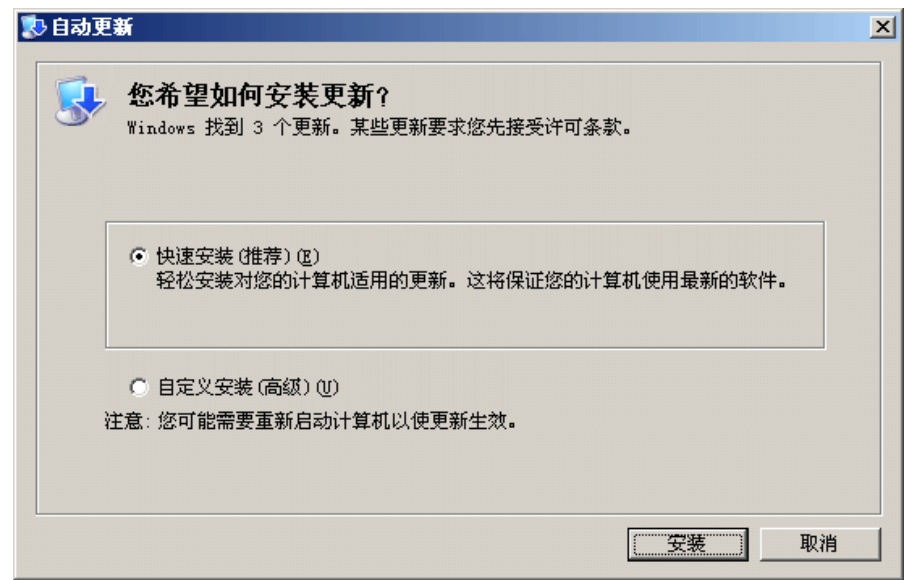 自动更新
您希望如何安装更新?
Windows 找到 3 个更新。某些更新要求您先接受许可条款。
快速安装(推荐)(E)
轻松安装对您的计算机适用的更新。这将保证您的计算机使用最新的软件。
自定义安装(高级)(U)
注意: 您可能需要重新启动计算机以使更新生效。
安装 取消